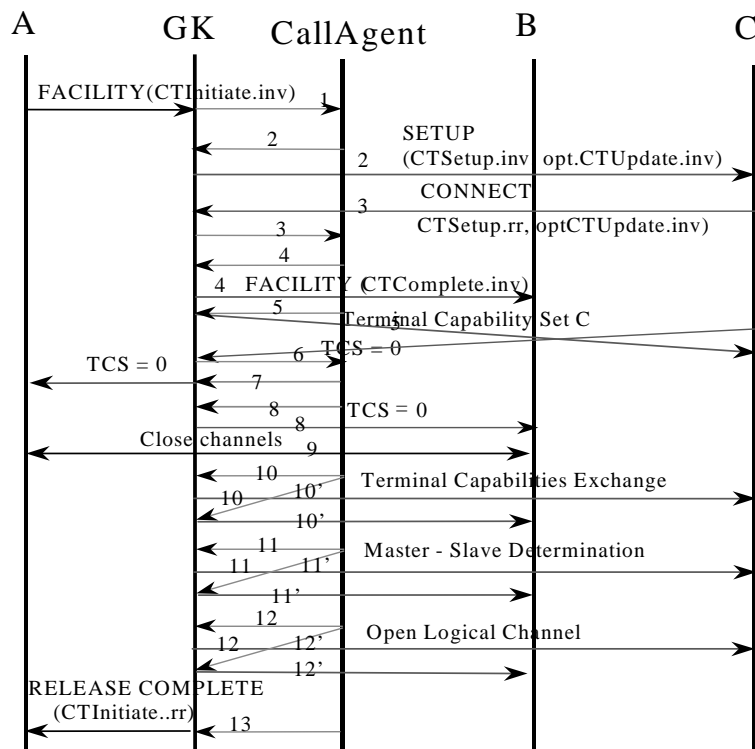 A GK CallAgent B C
FACILITY(CTInitiate.inv) 1
SETUP
2
2 (CTSetup.inv, opt.CTUpdate.inv)
CONNECT
3
3 CTSetup.rr, optCTUpdate.inv)
4
4 FACILITY (CTComplete.inv)
5 Terminal Capability Set C
5
6 TCS = 0
TCS = 0
7
8 TCS = 0
8
Close channels 9
10 Terminal Capabilities Exchange
10 10’
10’
11 Master - Slave Determination
11 11’
11’
12 Open Logical Channel
12 12’
12’
RELEASE COMPLETE
(CTInitiate..rr) 13